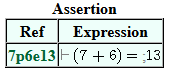 Assertion
Ref Expression
7p6e13 ⊢ (7 + 6) = ;13